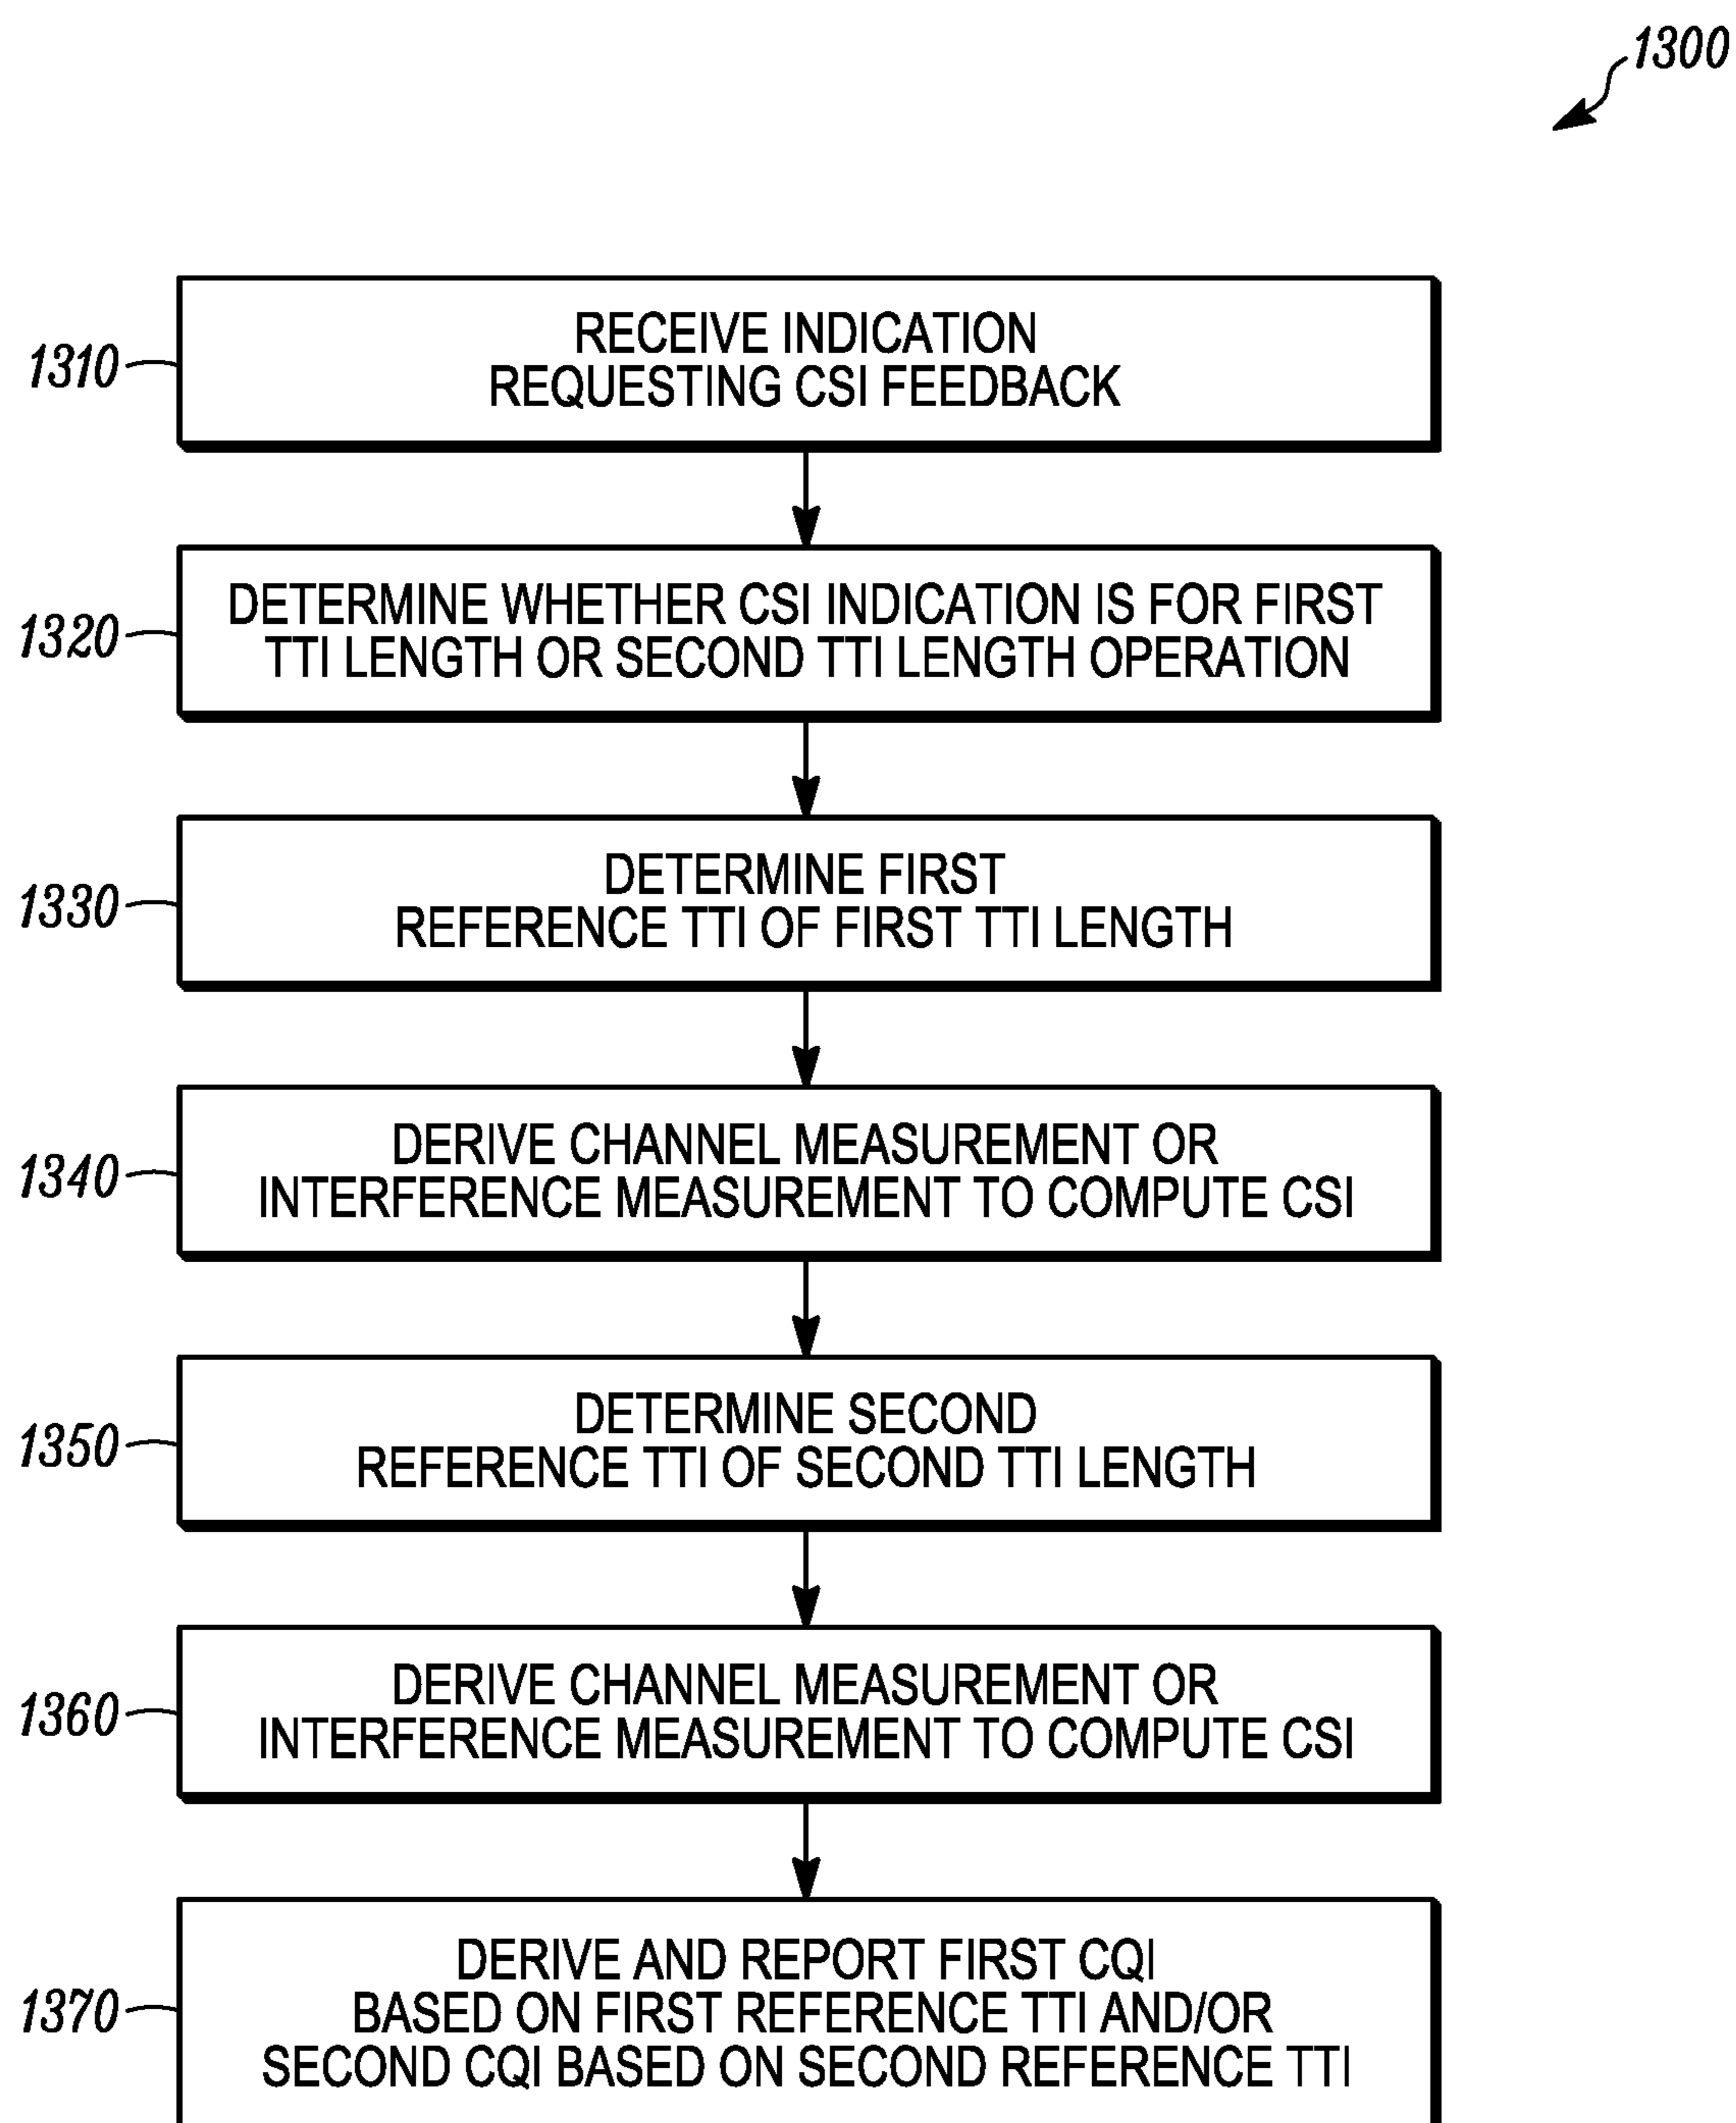 1300
1310
RECEIVE INDICATION
REQUESTING CSI FEEDBACK
1320
DETERMINE WHETHER CSI INDICATION IS FOR FIRST
TTI LENGTH OR SECOND TTI LENGTH OPERATION
1330
DETERMINE FIRST
REFERENCE TTI OF FIRST TTI LENGTH
1340
DERIVE CHANNEL MEASUREMENT OR
INTERFERENCE MEASUREMENT TO COMPUTE CSI
1350
DETERMINE SECOND
REFERENCE TTI OF SECOND TTI LENGTH
1360
DERIVE CHANNEL MEASUREMENT OR
INTERFERENCE MEASUREMENT TO COMPUTE CSI
1370
DERIVE AND REPORT FIRST CQI
BASED ON FIRST REFERENCE TTI AND/OR
SECOND CQI BASED ON SECOND REFERENCE TTI